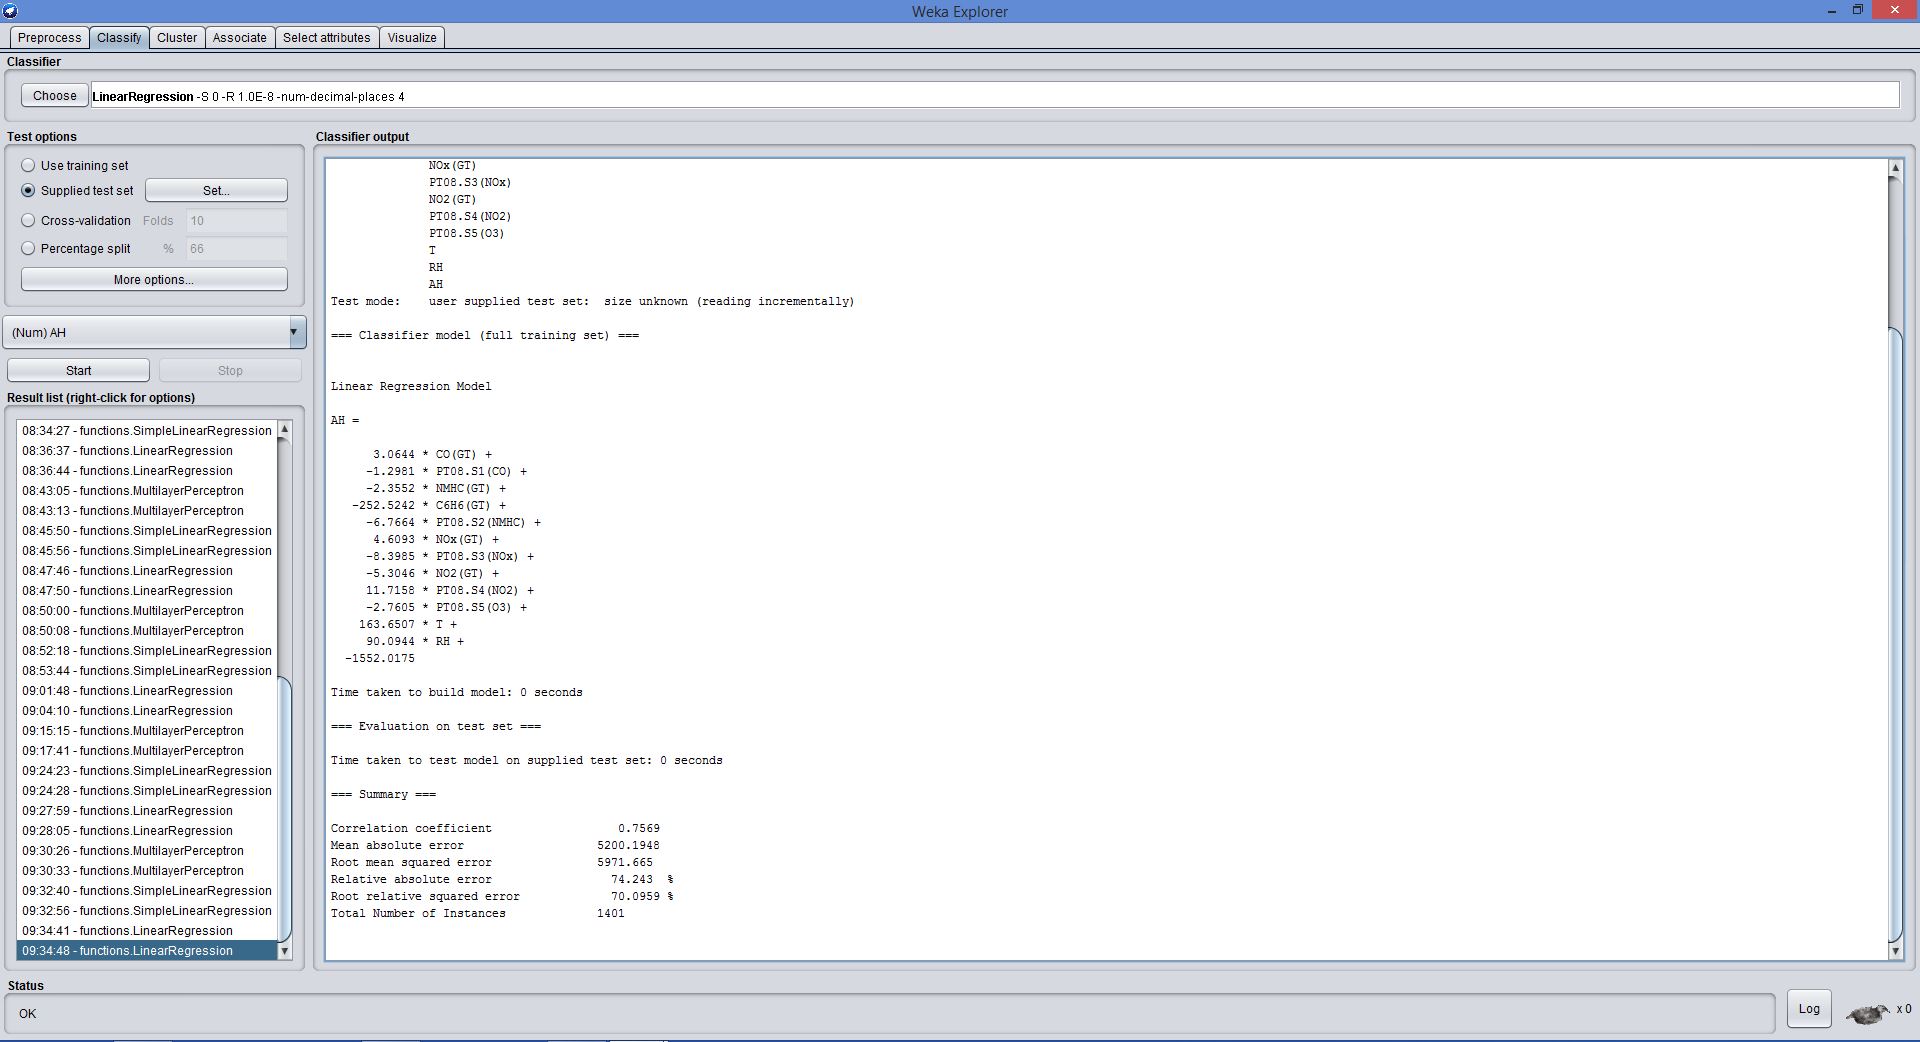 Weka Explorer
Preprocess Classify Cluster Associate Select attributes Visualize
Classifier
Choose LinearRegression -S 0 -R 1.0E-8 -num-decimal-places 4
Test options
Use training set
Supplied test set Set...
Cross-validation Folds 10
Percentage split % 66
More options...
(Num) AH
Start Stop
Result list (right-click for options)
08:34:27 - functions.SimpleLinearRegression
08:36:37 - functions.LinearRegression
08:36:44 - functions.LinearRegression
08:43:05 - functions.MultilayerPerceptron
08:43:13 - functions.MultilayerPerceptron
08:45:50 - functions.SimpleLinearRegression
08:45:56 - functions.SimpleLinearRegression
08:47:46 - functions.LinearRegression
08:47:50 - functions.LinearRegression
08:50:00 - functions.MultilayerPerceptron
08:50:08 - functions.MultilayerPerceptron
08:52:18 - functions.SimpleLinearRegression
08:53:44 - functions.SimpleLinearRegression
09:01:48 - functions.LinearRegression
09:04:10 - functions.LinearRegression
09:15:15 - functions.MultilayerPerceptron
09:17:41 - functions.MultilayerPerceptron
09:24:23 - functions.SimpleLinearRegression
09:24:28 - functions.SimpleLinearRegression
09:27:59 - functions.LinearRegression
09:28:05 - functions.LinearRegression
09:30:26 - functions.MultilayerPerceptron
09:30:33 - functions.MultilayerPerceptron
09:32:40 - functions.SimpleLinearRegression
09:32:56 - functions.SimpleLinearRegression
09:34:41 - functions.LinearRegression
09:34:48 - functions.LinearRegression
Classifier output
NOx(GT)
PT08.S3(NOx)
NO2(GT)
PT08.S4(NO2)
PT08.S5(O3)
T
RH
AH
Test mode: user supplied test set: size unknown (reading incrementally)
=== Classifier model (full training set) ===
Linear Regression Model
AH =
3.0644 * CO(GT) +
-1.2981 * PT08.S1(CO) +
-2.3552 * NMHC(GT) +
-252.5242 * C6H6(GT) +
-6.7664 * PT08.S2(NMHC) +
4.6093 * NOx(GT) +
-8.3985 * PT08.S3(NOx) +
-5.3046 * NO2(GT) +
11.7158 * PT08.S4(NO2) +
-2.7605 * PT08.S5(O3) +
163.6507 * T +
90.0944 * RH +
-1552.0175
Time taken to build model: 0 seconds
=== Evaluation on test set ===
Time taken to test model on supplied test set: 0 seconds
=== Summary ===
Correlation coefficient 0.7569
Mean absolute error 5200.1948
Root mean squared error 5971.665
Relative absolute error 74.243 %
Root relative squared error 70.0959 %
Total Number of Instances 1401
Status
OK
Log
x 0